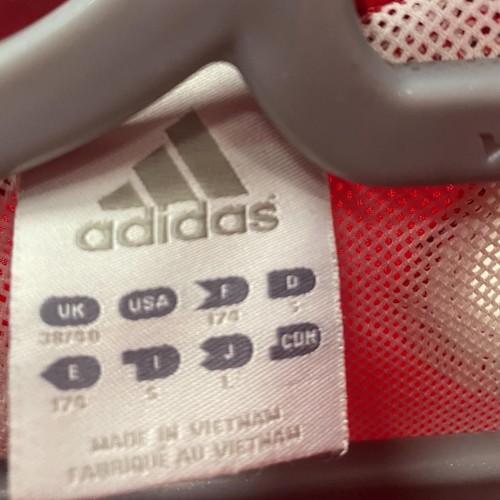 adidas
UK USA F D
38/40 174 S
E I J CDN
174 S L
MADE IN VIETNAM
FABRIQUE AU VIETNAM